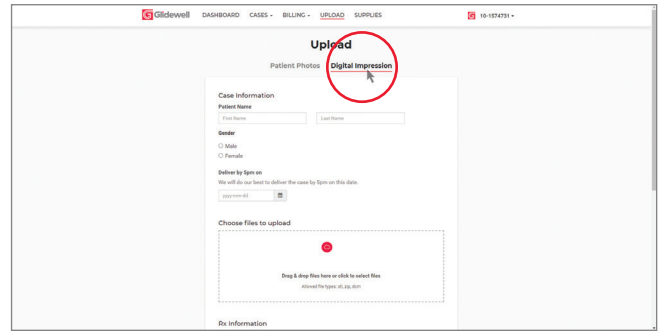 Glidewell DASHBOARD CASES BILLING UPLOAD SUPPLIES 10-1574731
Upload
Patient Photos Digital Impression
Case Information
Patient Name
First Name Last Name
Gender
Male
Female
Deliver by 5pm on
We will do our best to deliver the case by 5pm on this date.
yyyy-mm-dd
Choose files to upload
Drag & drop files here or click to select files
Allowed file types: stl, zip, dcm
Rx Information